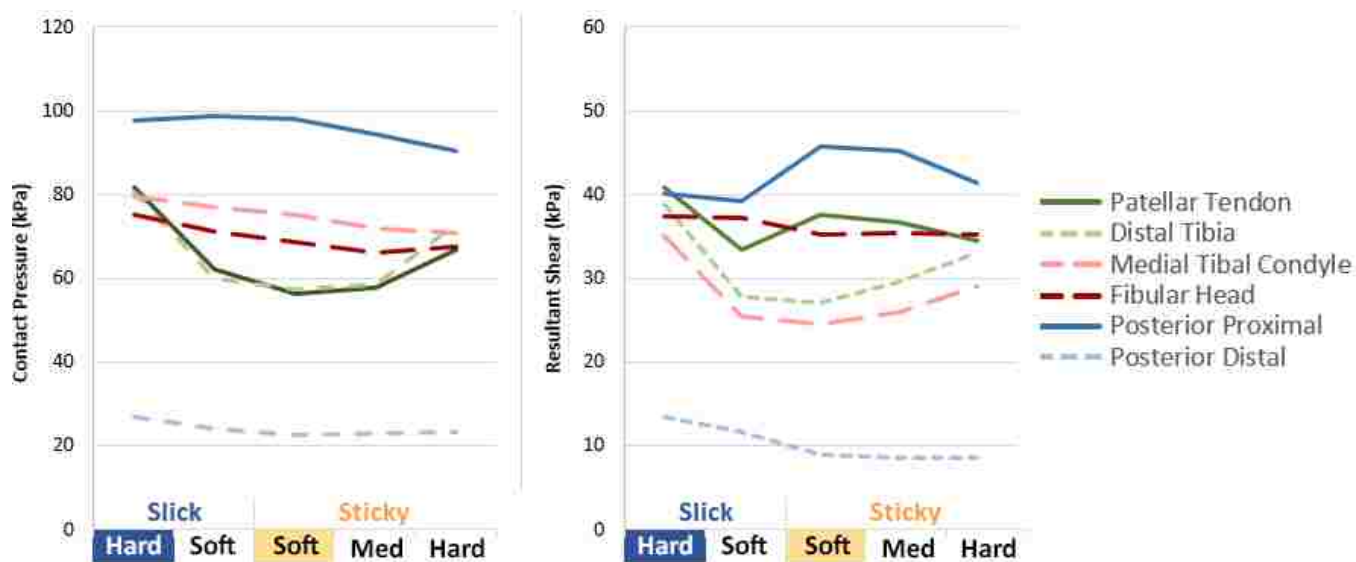 120
100
80
60
40
20
0
Contact Pressure (kPa)
Slick Sticky
Hard Soft Soft Med Hard
60
50
40
30
20
10
0
Resultant Shear (kPa)
Slick Sticky
Hard Soft Soft Med Hard
Patellar Tendon
Distal Tibia
Medial Tibal Condyle
Fibular Head
Posterior Proximal
Posterior Distal